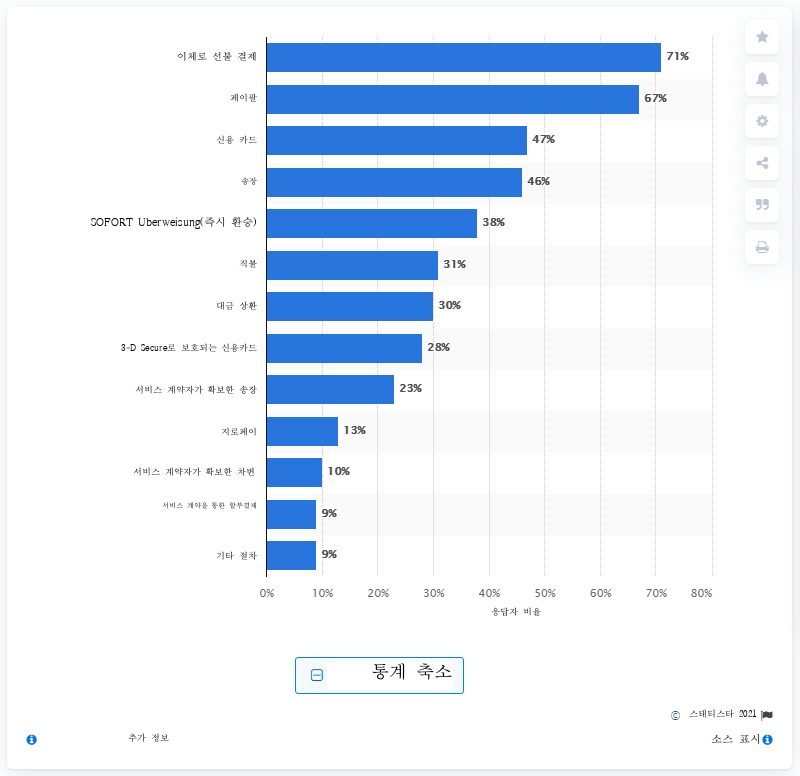 이체로 선불 결제
71%
페이팔
67%
신용 카드
47%
송장
46%
SOFORT Uberweisung(즉시 환승)
38%
직불
31%
대금 상환
30%
3-D Secure로 보호되는 신용카드
28%
서비스 계약자가 확보한 송장
23%
지로페이
13%
서비스 계약자가 확보한 차변
10%
서비스 계약을 통한 할부결제
9%
기타 절차
9%
0% 10% 20% 30% 40% 50% 60% 70% 80%
응답자 비율
통계 축소
© 스태티스타 2021
추가 정보
소스 표시